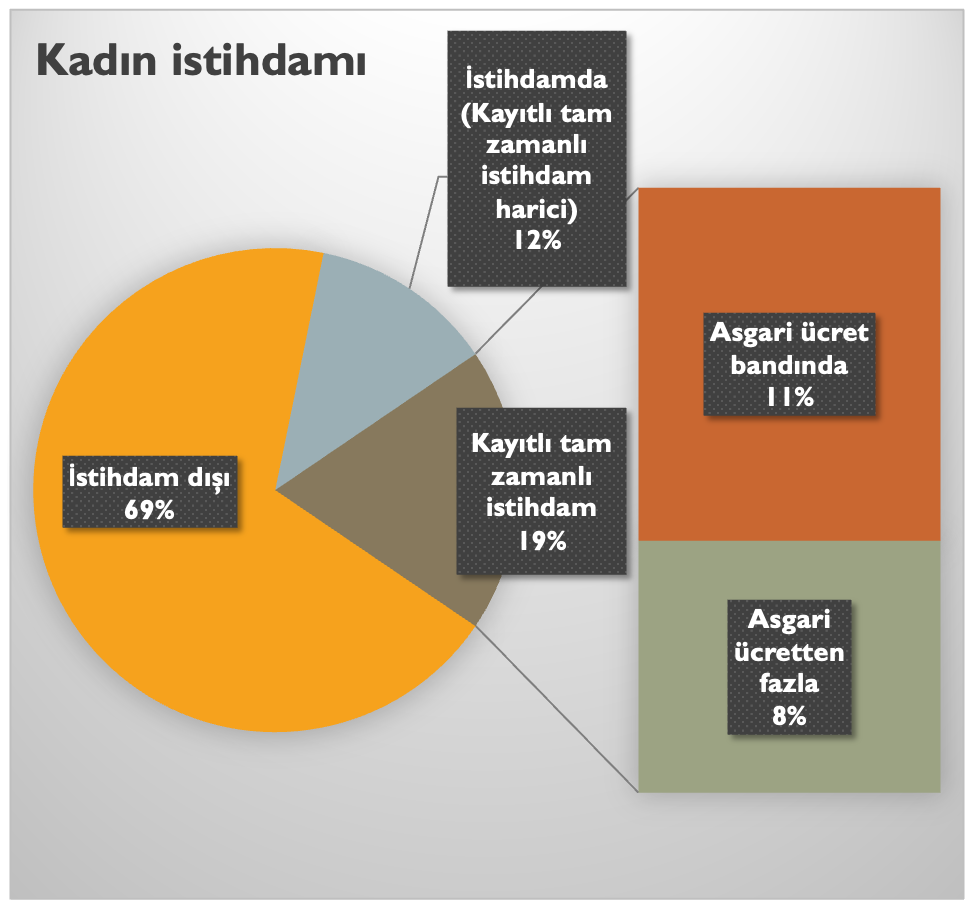 Kadın istihdamı
İstihdamda
(Kayıtlı tam
zamanlı
istihdam
harici)
12%
Asgari ücret
bandında
11%
Kayıtlı tam
zamanlı
istihdam
19%
İstihdam dışı
69%
Asgari
ücretten
fazla
8%